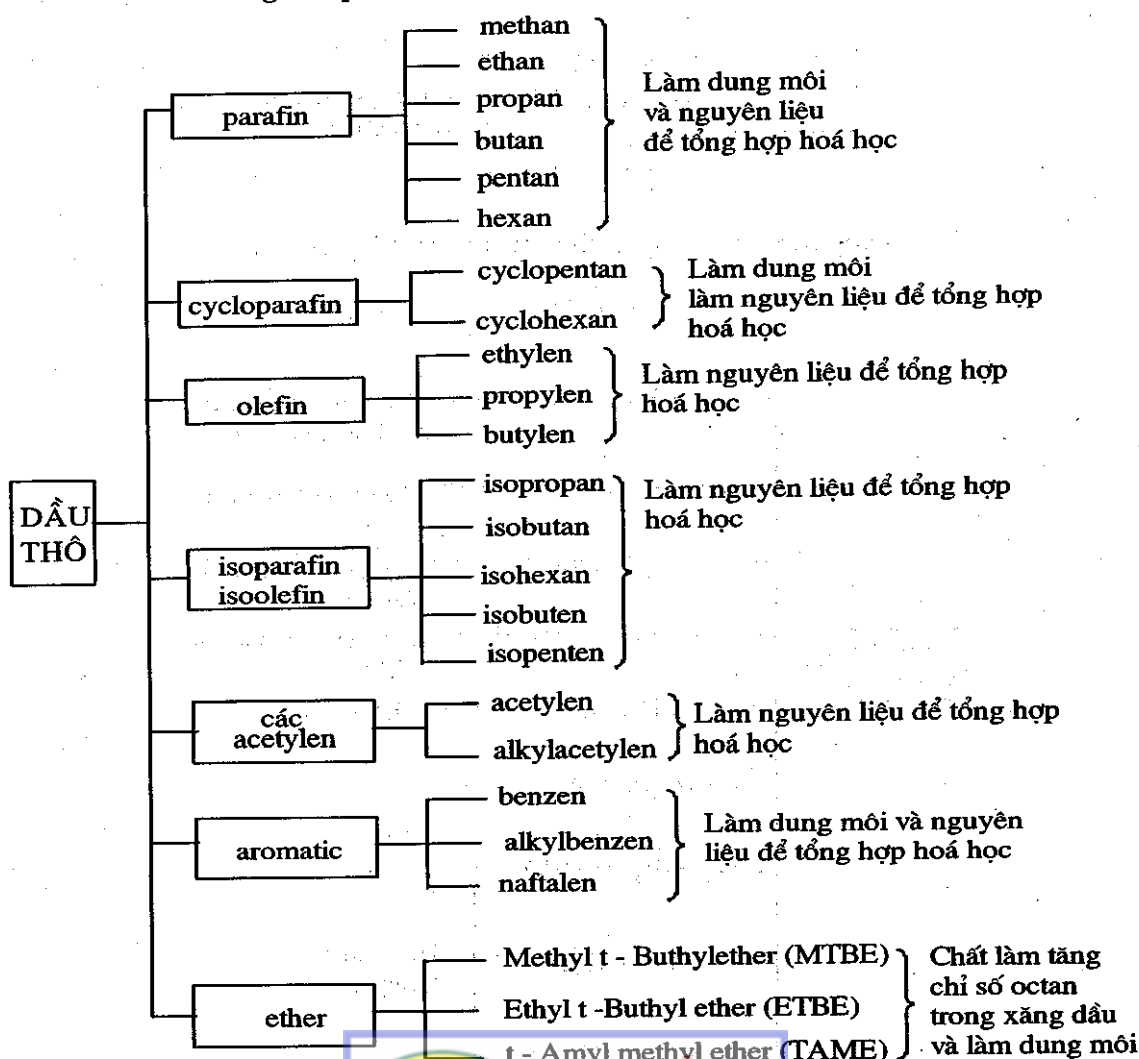 methan
ethan
propan
butan
pentan
hexan
parafin
Làm dung môi
và nguyên liệu
để tổng hợp hoá học
cycloparafin
cyclopentan
cyclohexan
Làm dung môi
làm nguyên liệu để tổng hợp
hoá học
olefin
ethylen
propylen
butylen
Làm nguyên liệu để tổng hợp
hoá học
DẦU
THÔ
isoparafin
isoolefin
isopropan
isobutan
isohexan
isobuten
isopenten
Làm nguyên liệu để tổng hợp
hoá học
các
acetylen
acetylen
alkylacetylen
Làm nguyên liệu để tổng hợp
hoá học
aromatic
benzen
alkylbenzen
naftalen
Làm dung môi và nguyên
liệu để tổng hợp hoá học
ether
Methyl t - Buthylether (MTBE)
Ethyl t -Buthyl ether (ETBE)
t - Amyl methyl ether (TAME)
Chất làm tăng
chỉ số octan
trong xăng dầu
và làm dung môi